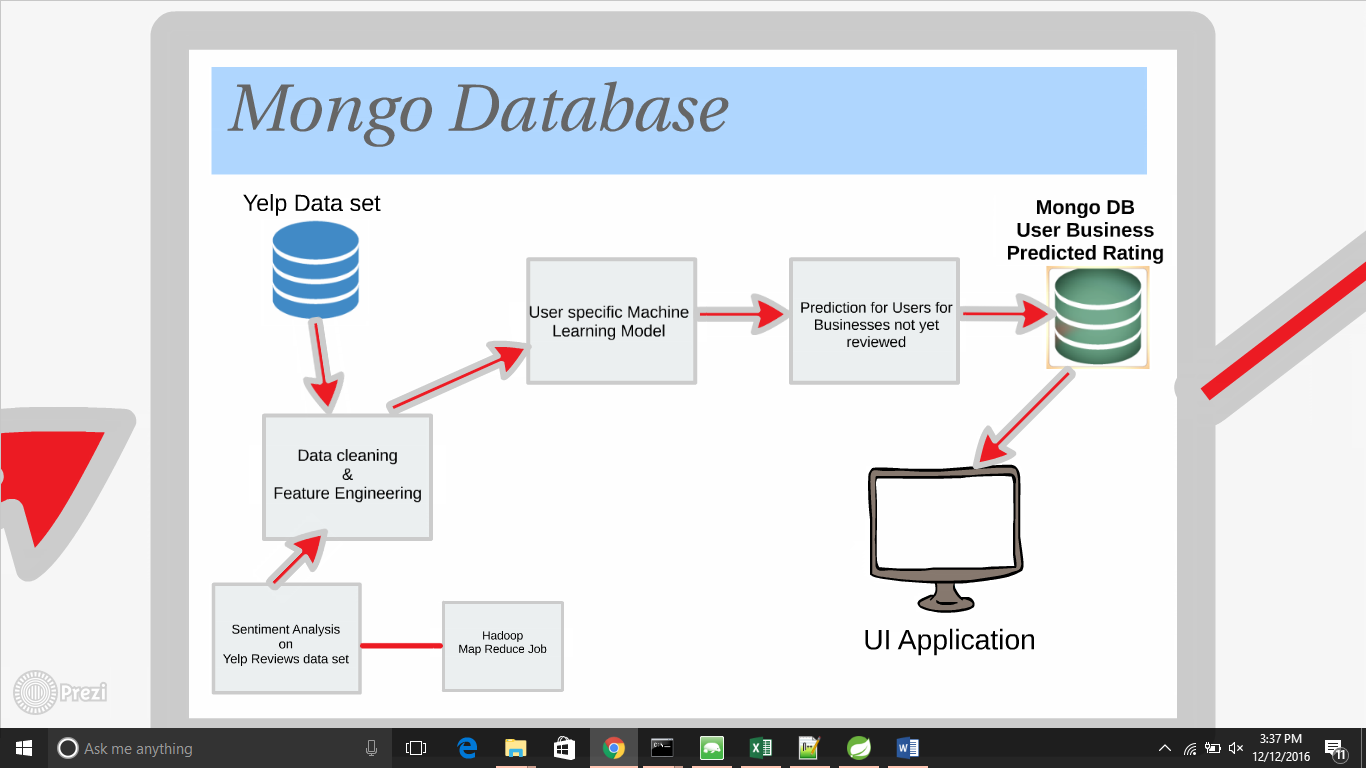 Mongo Database
Yelp Data set
Mongo DB
User Business
Predicted Rating
User specific Machine
Learning Model
Prediction for Users for
Businesses not yet
reviewed
Data cleaning
&
Feature Engineering
Sentiment Analysis
on
Yelp Reviews data set
Hadoop
Map Reduce Job
UI Application
Prezi
Ask me anything
3:37 PM
12/12/2016
11